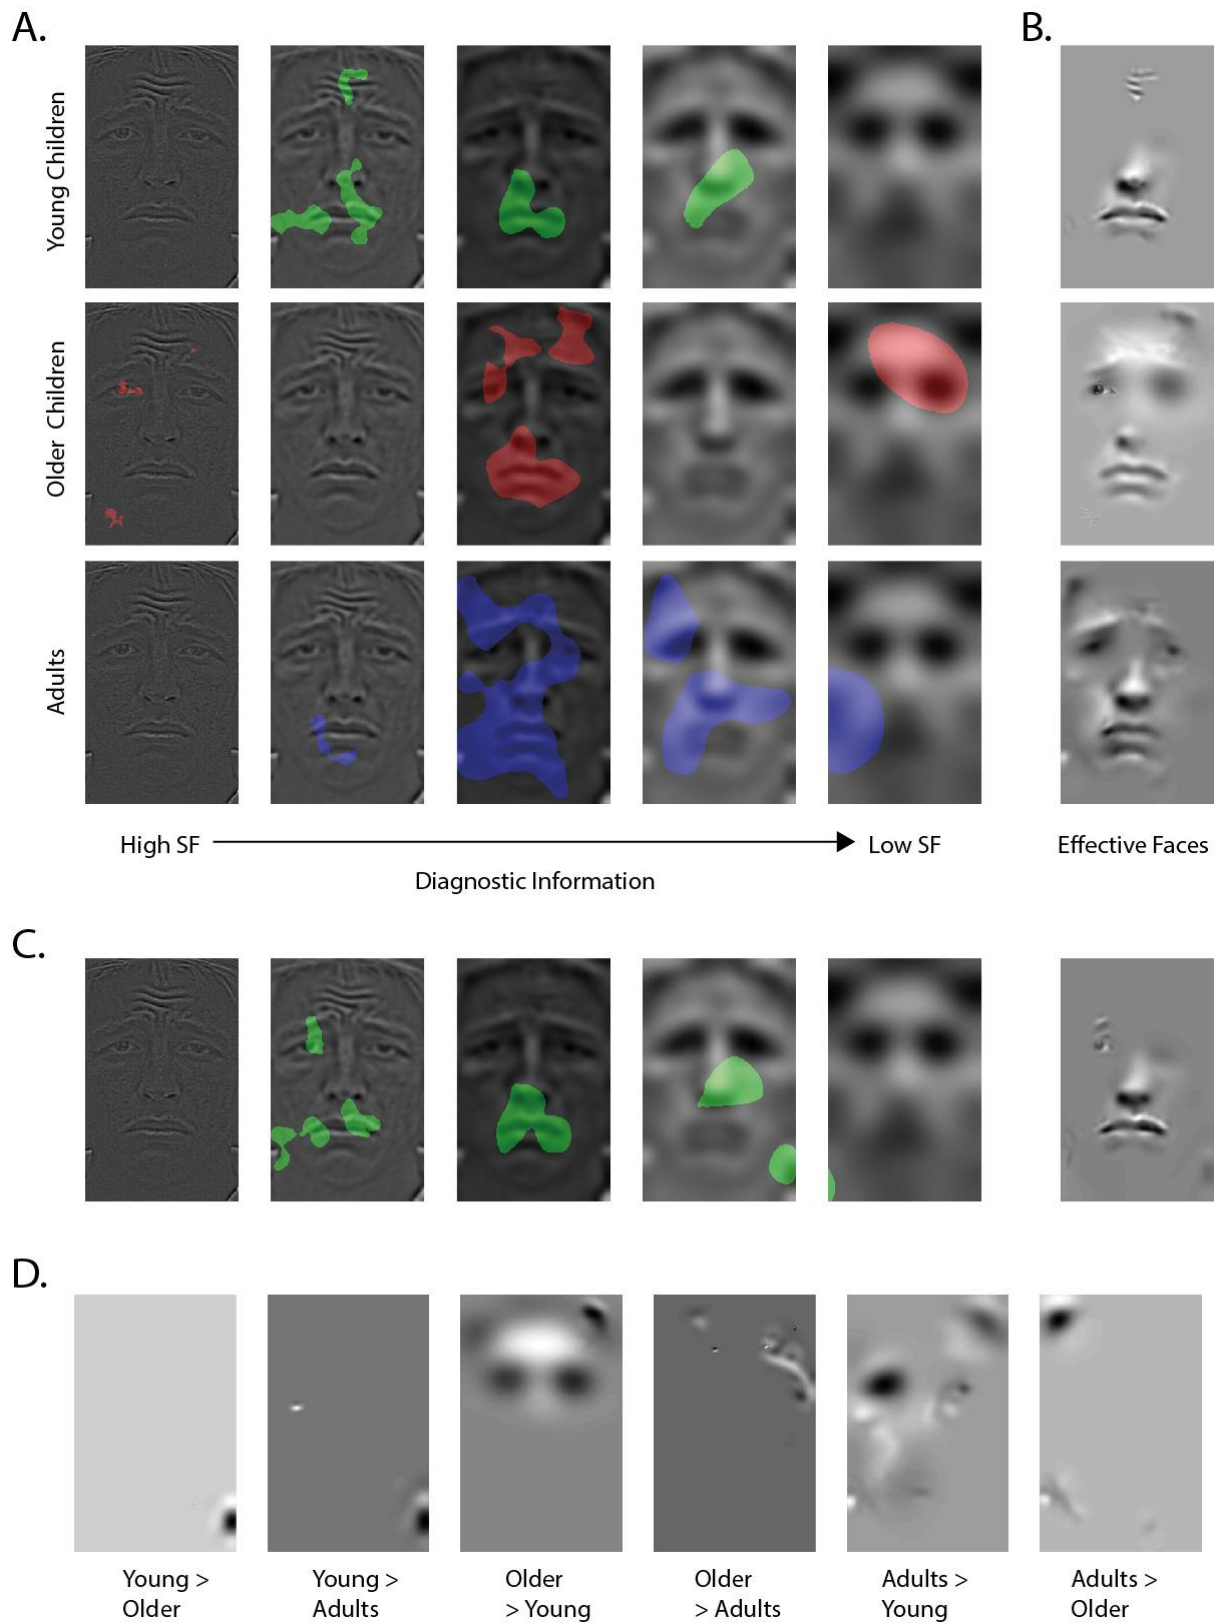 A.
B.
Young Children
Older Children
Adults
High SF
Low SF
Effective Faces
Diagnostic Information
C.
D.
Young >
Older
Young >
Adults
Older
> Young
Older
> Adults
Adults >
Young
Adults >
Older